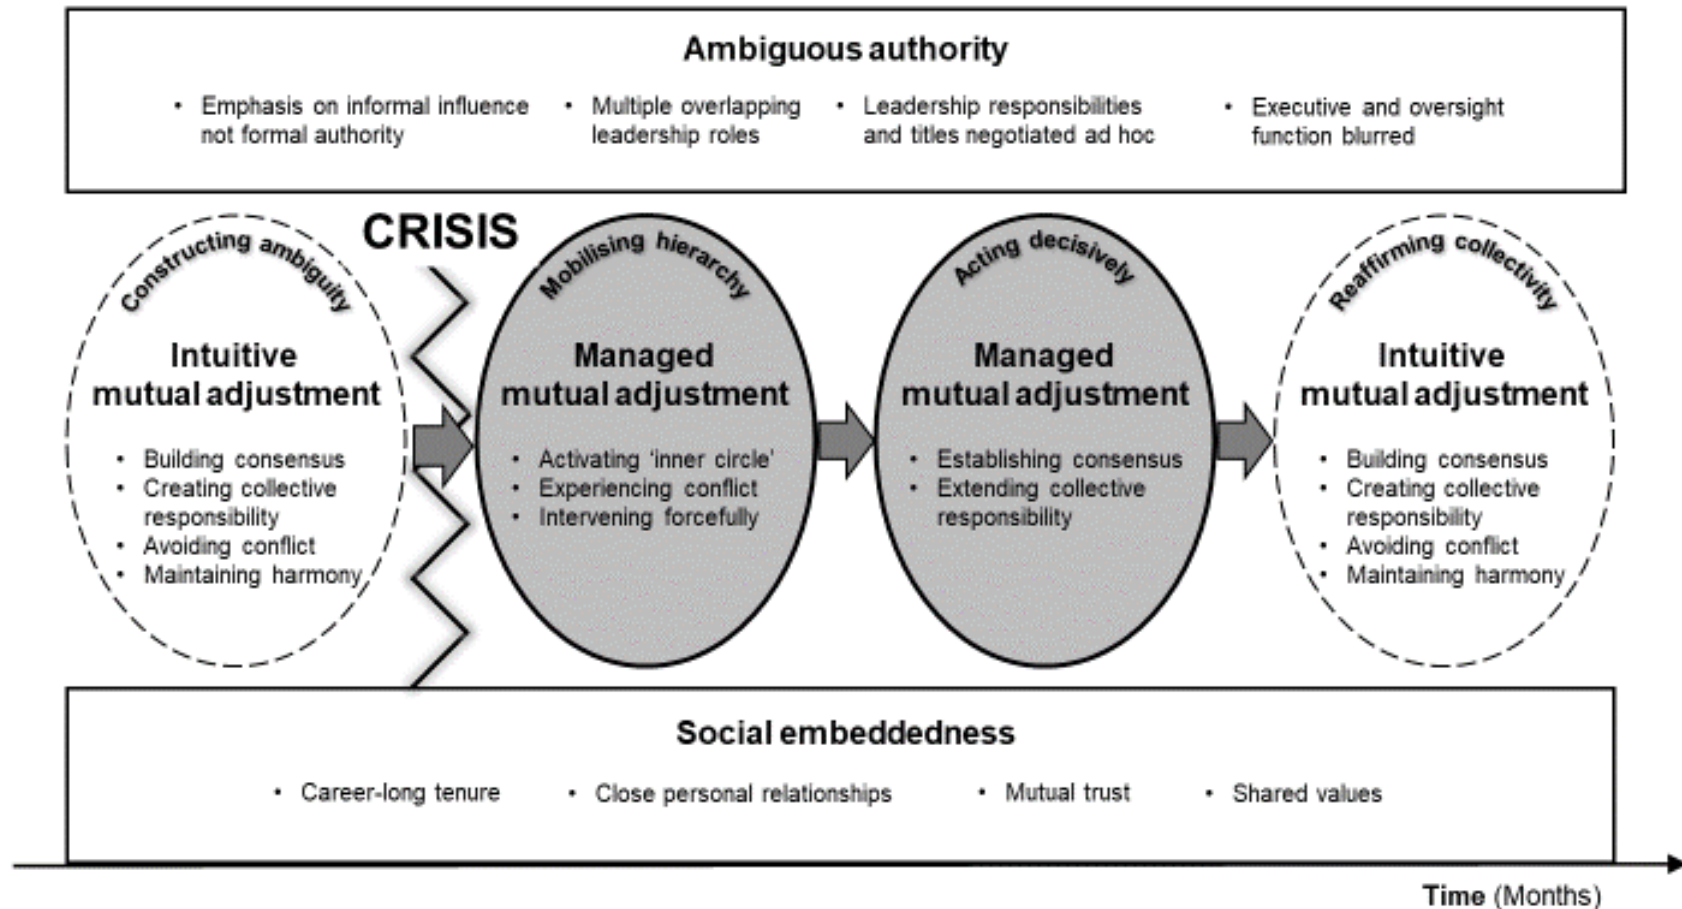 Ambiguous authority
• Emphasis on informal influence
not formal authority
• Multiple overlapping
leadership roles
• Leadership responsibilities
and titles negotiated ad hoc
• Executive and oversight
function blurred
CRISIS
Constructing ambiguity
Intuitive
mutual adjustment
• Building consensus
• Creating collective
responsibility
• Avoiding conflict
• Maintaining harmony
Mobilising hierarchy
Managed
mutual adjustment
• Activating ‘inner circle’
• Experiencing conflict
• Intervening forcefully
Acting decisively
Managed
mutual adjustment
• Establishing consensus
• Extending collective
responsibility
Reaffirming collectivity
Intuitive
mutual adjustment
• Building consensus
• Creating collective
responsibility
• Avoiding conflict
• Maintaining harmony
Social embeddedness
• Career-long tenure
• Close personal relationships
• Mutual trust
• Shared values
Time (Months)